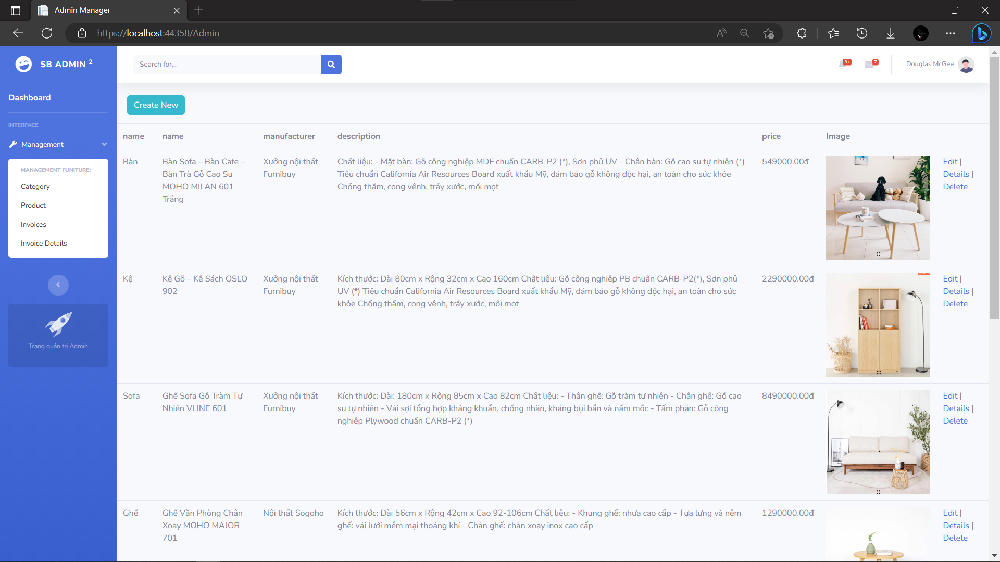 Admin Manager
https://localhost:44358/Admin
SB ADMIN 2
Search for...
3+
7
Douglas McGee
Dashboard
INTERFACE
Management
MANAGEMENT FUNITURE:
Category
Product
Invoices
Invoice Details
Trang quản trị Admin
Create New
name name manufacturer description price Image
Bàn
Bàn Sofa – Bàn Cafe –
Bàn Trà Gỗ Cao Su
MOHO MILAN 601
Trắng
Xưởng nội thất
Furnibuy
Chất liệu: - Mặt bàn: Gỗ công nghiệp MDF chuẩn CARB-P2 (*), Sơn phủ UV - Chân bàn: Gỗ cao su tự nhiên (*)
Tiêu chuẩn California Air Resources Board xuất khẩu Mỹ, đảm bảo gỗ không độc hại, an toàn cho sức khỏe
Chống thấm, cong vênh, trầy xước, mối mọt
549000.00đ
Edit |
Details |
Delete
Kệ
Kệ Gỗ – Kệ Sách OSLO
902
Xưởng nội thất
Furnibuy
Kích thước: Dài 80cm x Rộng 32cm x Cao 160cm Chất liệu: Gỗ công nghiệp PB chuẩn CARB-P2(*), Sơn phủ
UV (*) Tiêu chuẩn California Air Resources Board xuất khẩu Mỹ, đảm bảo gỗ không độc hại, an toàn cho sức
khỏe Chống thấm, cong vênh, trầy xước, mối mọt
2290000.00đ
Edit |
Details |
Delete
Sofa
Ghế Sofa Gỗ Tràm Tự
Nhiên VLINE 601
Xưởng nội thất
Furnibuy
Kích thước: Dài: 180cm x Rộng 85cm x Cao 82cm Chất liệu: - Thân ghế: Gỗ tràm tự nhiên - Chân ghế: Gỗ cao
su tự nhiên - Vải sợi tổng hợp kháng khuẩn, chống nhăn, kháng bụi bẩn và nấm mốc - Tấm phản: Gỗ công
nghiệp Plywood chuẩn CARB-P2 (*)
8490000.00đ
Edit |
Details |
Delete
Ghế
Ghế Văn Phòng Chân
Xoay MOHO MAJOR
701
Nội thất Sogoho
Kích thước: Dài 56cm x Rộng 42cm x Cao 92-106cm Chất liệu: - Khung ghế: nhựa cao cấp - Tựa lưng và nệm
ghế: vải lưới mềm mại thoáng khí - Chân ghế: chân xoay inox cao cấp
1290000.00đ
Edit |
Details |
Delete